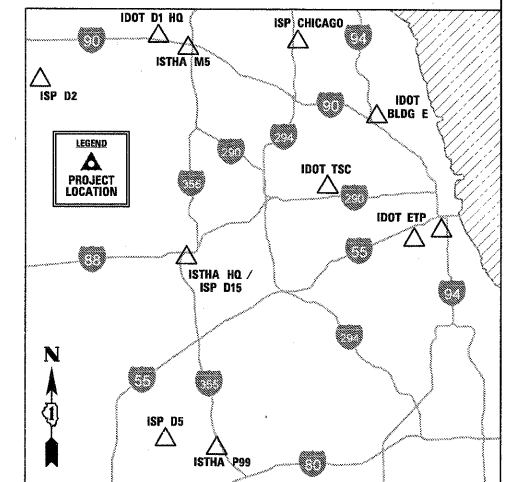 IDOT D1 HQ
ISP CHICAGO
90
94
ISTHA M5
ISP D2
90
IDOT
BLDG E
LEGEND
PROJECT
LOCATION
290
294
IDOT TSC
355
290
IDOT ETP
55
88
ISTHA HQ /
ISP D15
94
294
N
55
355
1
ISP D5
ISTHA P99
80